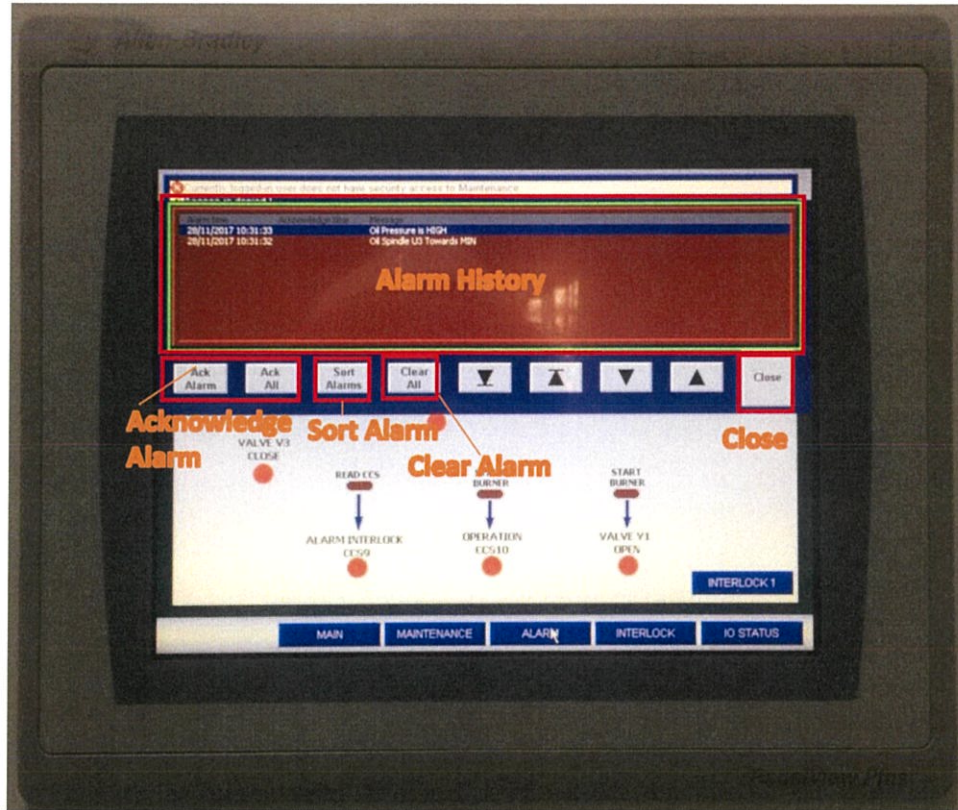 Allen-Bradley
Currently logged-in user does not have security access to Maintenance
Alarm time Acknowledge time Message
28/11/2017 10:31:33 Oil Pressure is HIGH
28/11/2017 10:31:32 Oil Spindle U3 Towards MIN
Alarm History
Ack Alarm
Ack All
Sort Alarms
Clear All
Close
Acknowledge Alarm
Sort Alarm
Clear Alarm
Close
VALVE V3
CLOSE
READ CCS
BURNER
START
BURNER
ALARM INTERLOCK
CCS9
OPERATION
CCS10
VALVE V1
OPEN
INTERLOCK 1
MAIN MAINTENANCE ALARM INTERLOCK IO STATUS
PanelView Plus